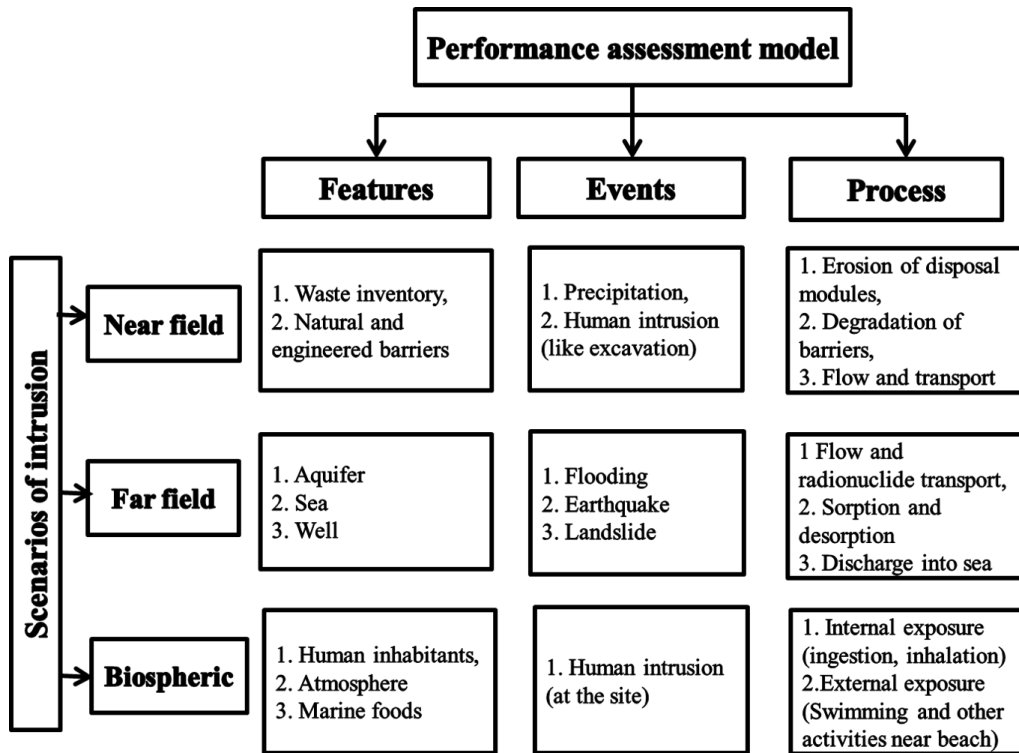 Performance assessment model
Features
Events
Process
Scenarios of intrusion
Near field
1. Waste inventory,
2. Natural and
engineered barriers
1. Precipitation,
2. Human intrusion
(like excavation)
1. Erosion of disposal
modules,
2. Degradation of
barriers,
3. Flow and transport
Far field
1. Aquifer
2. Sea
3. Well
1. Flooding
2. Earthquake
3. Landslide
1 Flow and
radionuclide transport,
2. Sorption and
desorption
3. Discharge into sea
Biospheric
1. Human inhabitants,
2. Atmosphere
3. Marine foods
1. Human intrusion
(at the site)
1. Internal exposure
(ingestion, inhalation)
2.External exposure
(Swimming and other
activities near beach)